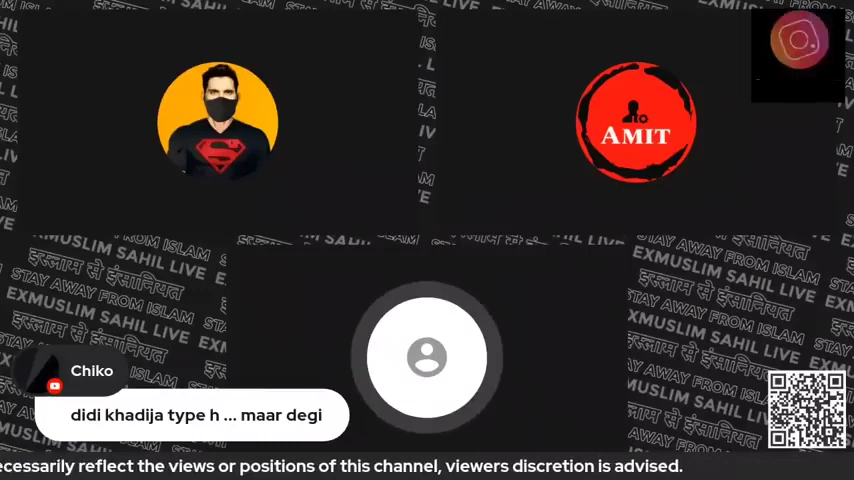 EXMUSLIM SAHIL LIVE
STAY AWAY FROM ISLAM
इस्लाम से इंसानियत
AMIT
Chiko
didi khadija type h ... maar degi
ecessarily reflect the views or positions of this channel, viewers discretion is advised.